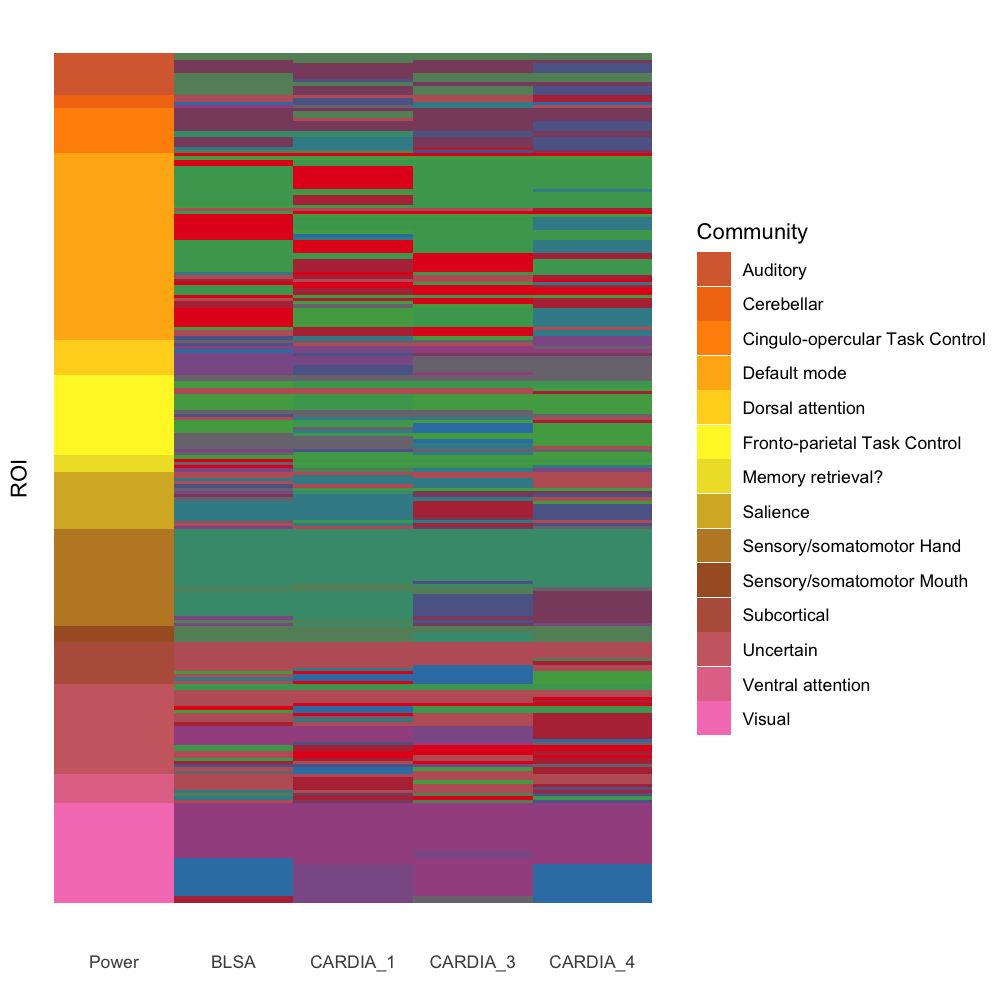 Community
Auditory
Cerebellar
Cingulo-opercular Task Control
Default mode
Dorsal attention
Fronto-parietal Task Control
Memory retrieval?
Salience
Sensory/somatomotor Hand
Sensory/somatomotor Mouth
Subcortical
Uncertain
Ventral attention
Visual
ROI
Power BLSA CARDIA_1 CARDIA_3 CARDIA_4